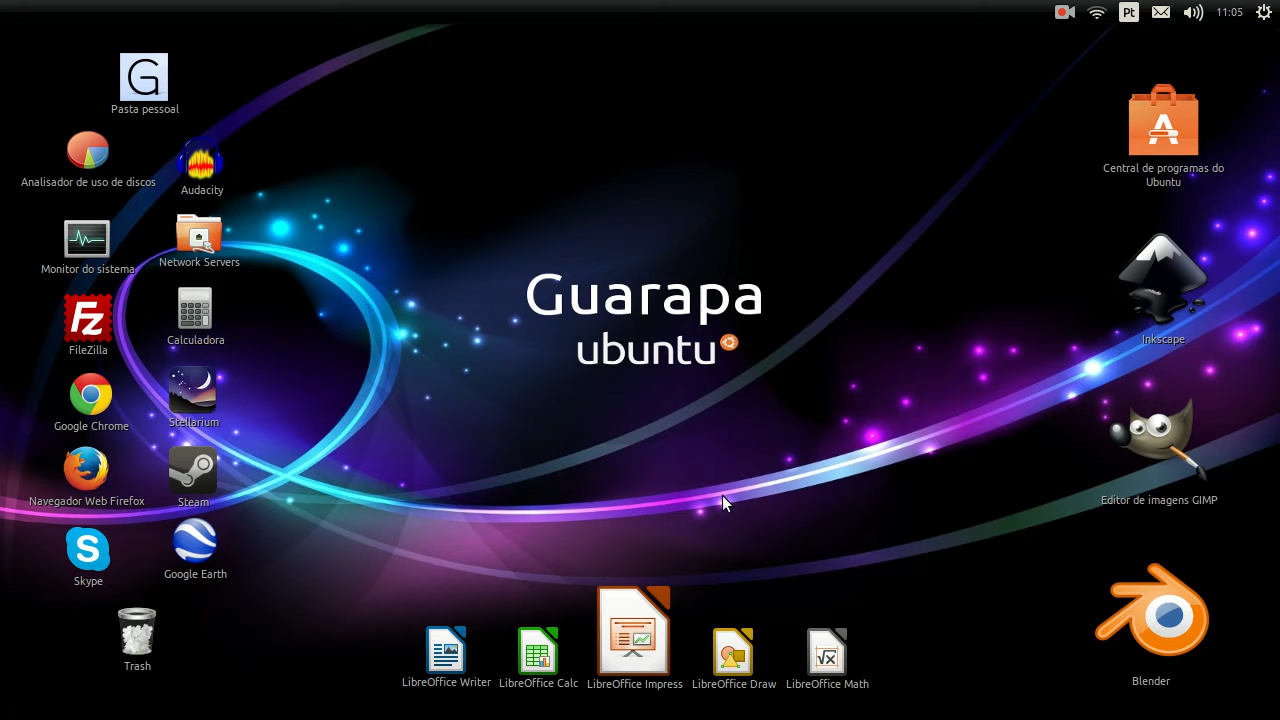 Pt
11:05
G
Pasta pessoal
Analisador de uso de discos
Audacity
Central de programas do
Ubuntu
Monitor do sistema
Network Servers
Guarapa
ubuntu
Fz
FileZilla
Calculadora
Inkscape
Google Chrome
Stellarium
Navegador Web Firefox
Steam
Editor de imagens GIMP
S
Skype
Google Earth
Trash
LibreOffice Writer
LibreOffice Calc
LibreOffice Impress
LibreOffice Draw
√x
LibreOffice Math
Blender